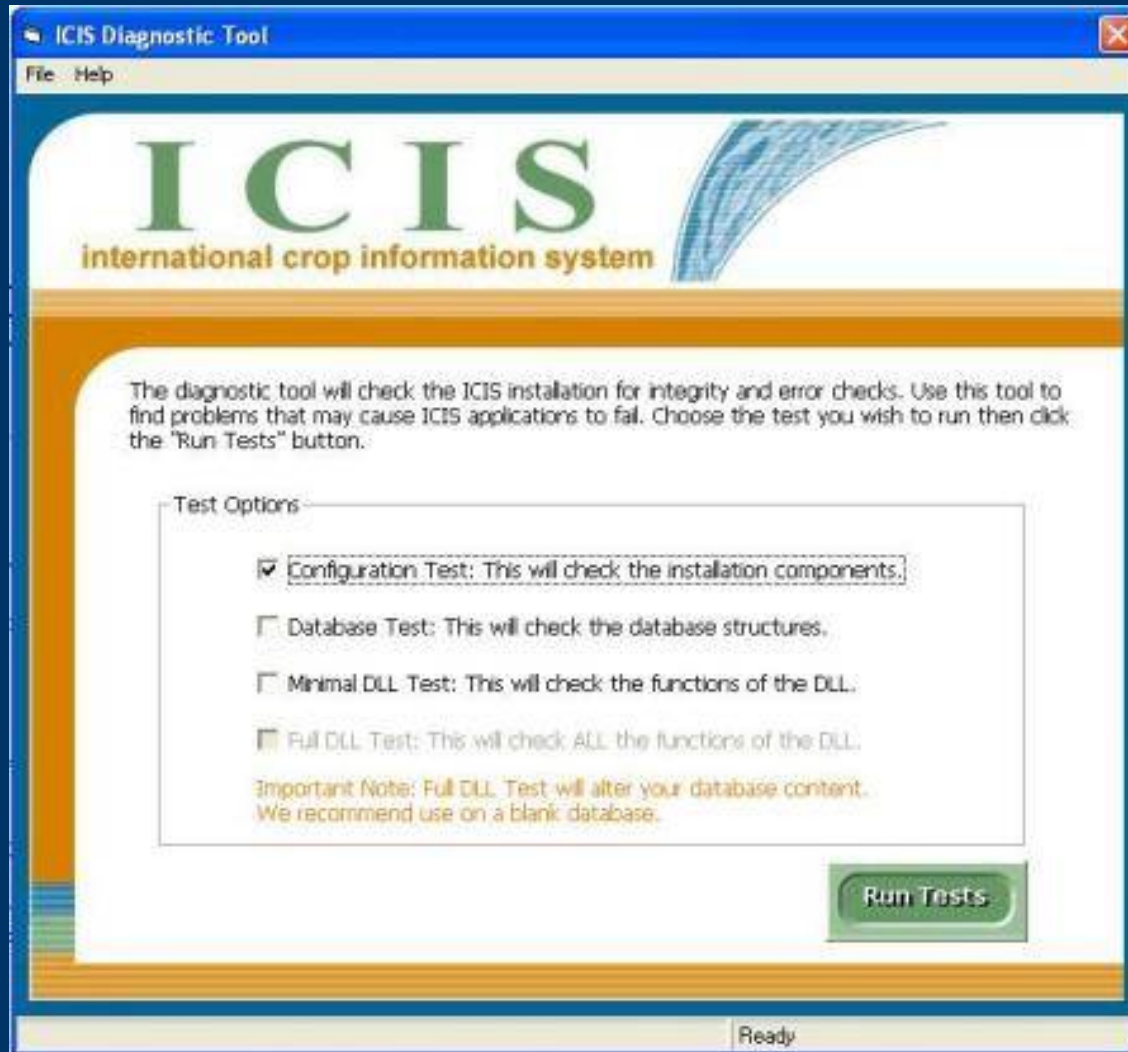 ICIS Diagnostic Tool
File Help
ICIS
international crop information system
The diagnostic tool will check the ICIS installation for integrity and error checks. Use this tool to
find problems that may cause ICIS applications to fail. Choose the test you wish to run then click
the "Run Tests" button.
Test Options
Configuration Test: This will check the installation components.
Database Test: This will check the database structures.
Minimal DLL Test: This will check the functions of the DLL.
Full DLL Test: This will check ALL the functions of the DLL.
Important Note: Full DLL Test will alter your database content.
We recommend use on a blank database.
Run Tests
Ready